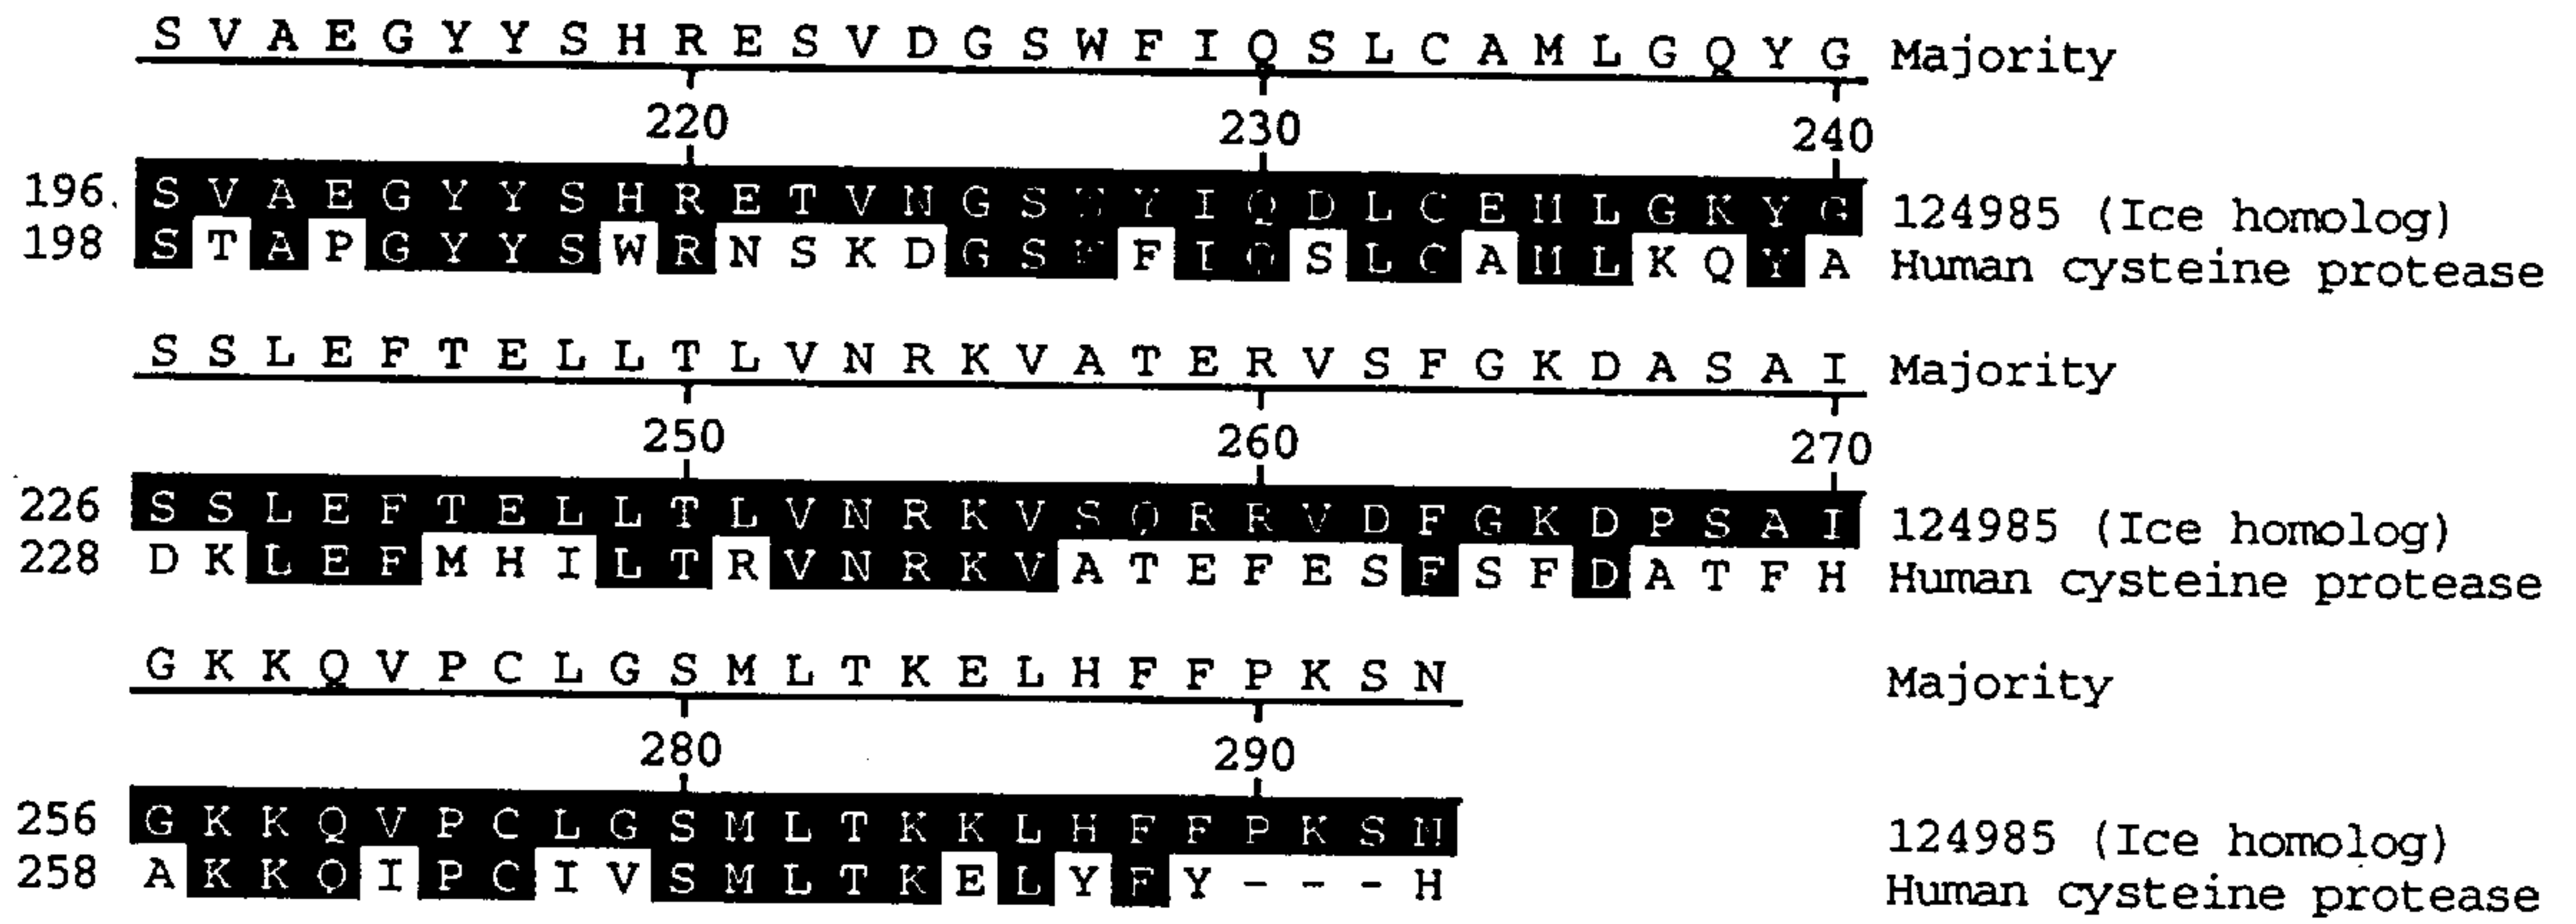 S V A E G Y Y S H R E S V D G S W F I Q S L C A M L G Q Y G Majority
220 230 240
196. S V A E G Y Y S H R E T V N G S W Y I Q D L C E M L G K Y G 124985 (Ice homolog)
198 S T A P G Y Y S W R N S K D G S W F I Q S L C A M L K Q Y A Human cysteine protease
S S L E F T E L L T L V N R K V A T E R V S F G K D A S A I Majority
250 260 270
226 S S L E F T E L L T L V N R K V S Q R R V D F G K D P S A I 124985 (Ice homolog)
228 D K L E F M H I L T R V N R K V A T E F E S F S F D A T F H Human cysteine protease
G K K Q V P C L G S M L T K E L H F F P K S N Majority
280 290
256 G K K Q V P C L G S M L T K K L H F F P K S N 124985 (Ice homolog)
258 A K K Q I P C I V S M L T K E L Y F Y - - - H Human cysteine protease